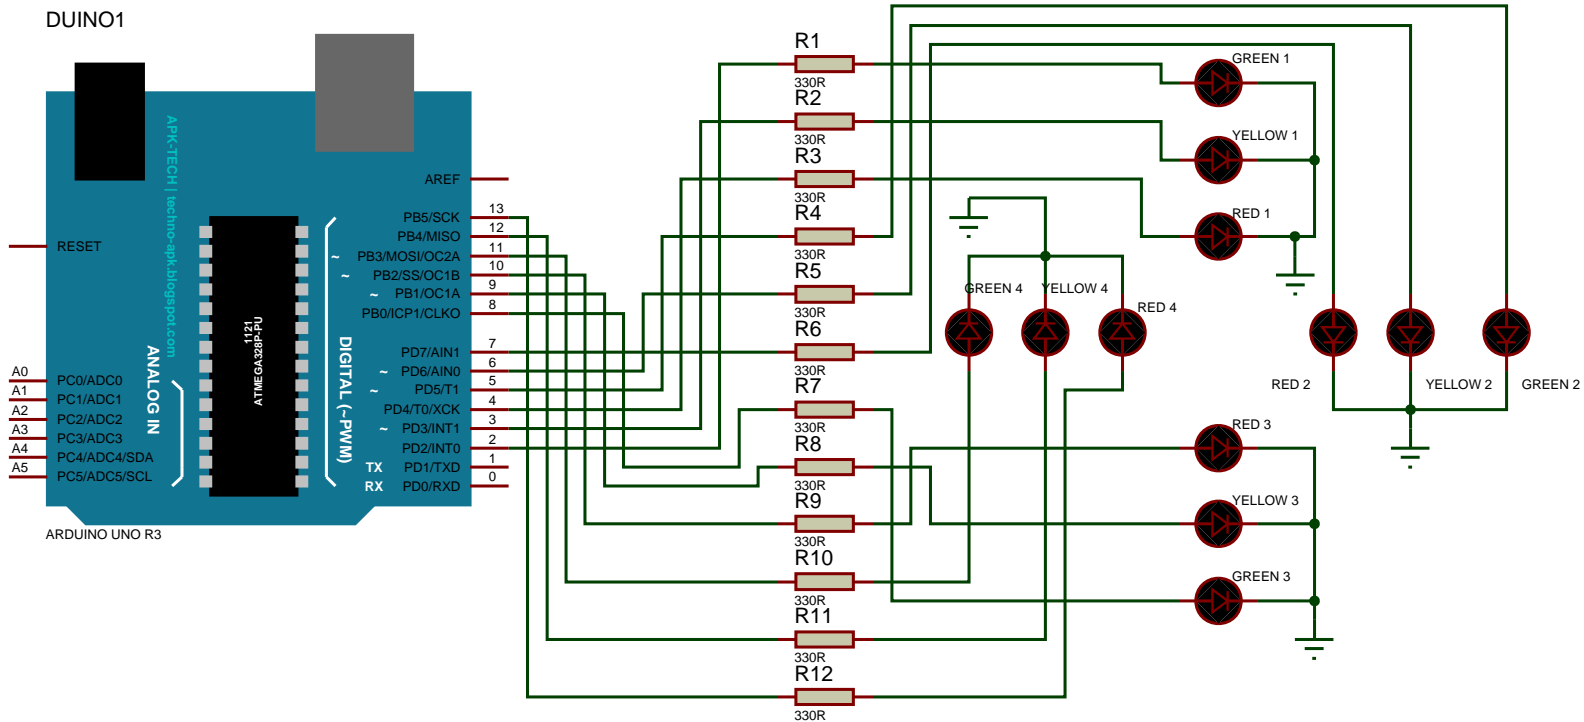 DUINO1
APK-TECH | techno-apk.blogspot.com
RESET
AREF
PB5/SCK 13
PB4/MISO 12
~ PB3/MOSI/OC2A 11
~ PB2/SS/OC1B 10
~ PB1/OC1A 9
PB0/ICP1/CLKO 8
PD7/AIN1 7
~ PD6/AIN0 6
~ PD5/T1 5
PD4/T0/XCK 4
~ PD3/INT1 3
PD2/INT0 2
TX PD1/TXD 1
RX PD0/RXD 0
DIGITAL (~PWM)
1121
ATMEGA328P-PU
ANALOG IN
A0 PC0/ADC0
A1 PC1/ADC1
A2 PC2/ADC2
A3 PC3/ADC3
A4 PC4/ADC4/SDA
A5 PC5/ADC5/SCL
ARDUINO UNO R3
R1
330R
R2
330R
R3
330R
R4
330R
R5
330R
R6
330R
R7
330R
R8
330R
R9
330R
R10
330R
R11
330R
R12
330R
GREEN 1
YELLOW 1
RED 1
GREEN 4
YELLOW 4
RED 4
RED 2
YELLOW 2
GREEN 2
RED 3
YELLOW 3
GREEN 3